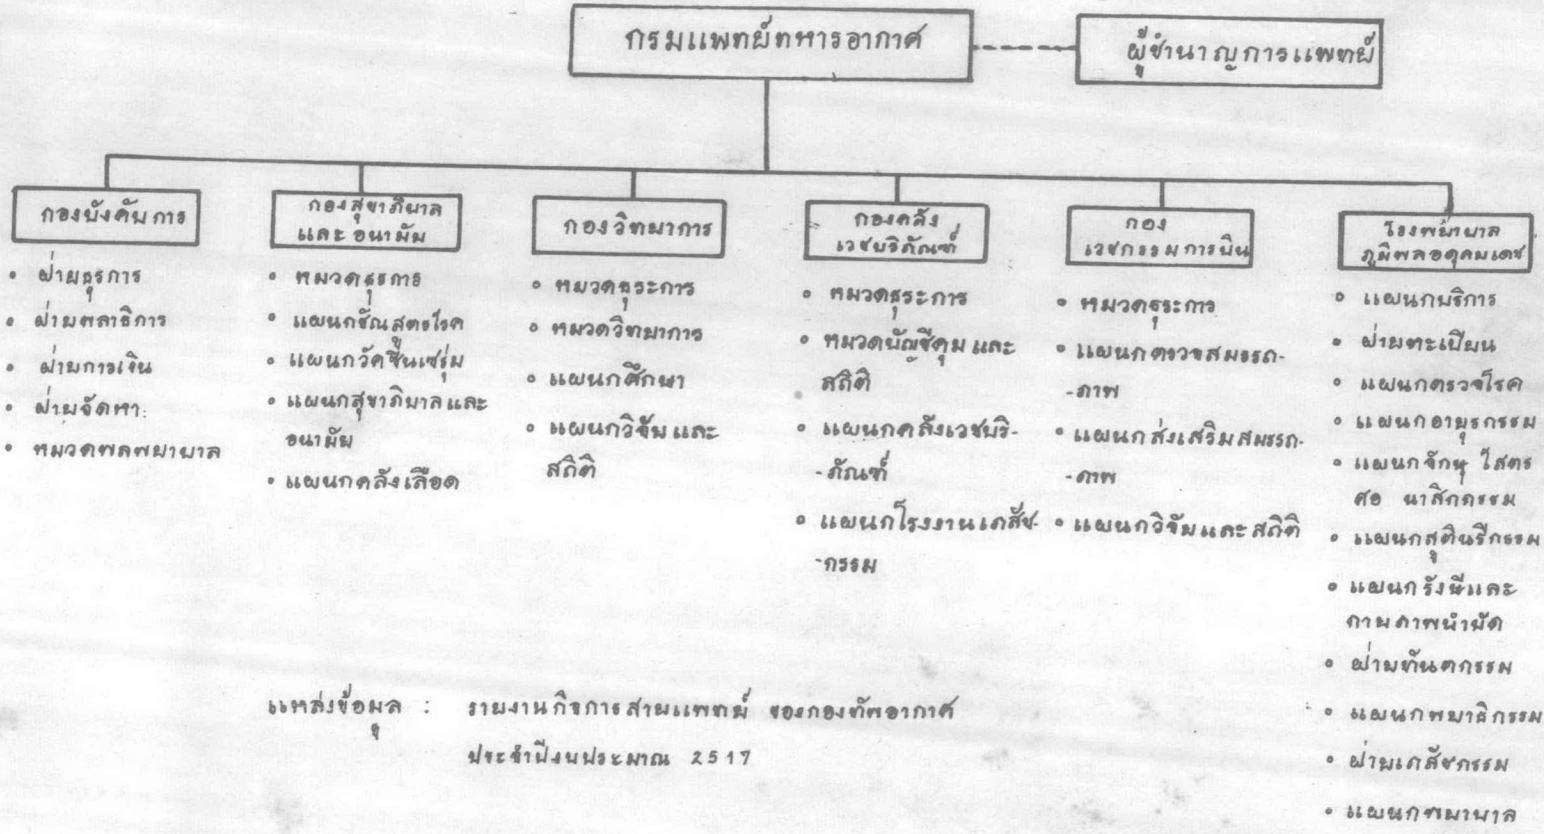 กรมแพทย์ทหารอากาศ
ผู้ชำนาญการแพทย์
กองบังคับการ
• ฝ่ายธุรการ
• ฝ่ายพลาธิการ
• ฝ่ายการเงิน
• ฝ่ายจัดหา
• หมวดพลพยาบาล
กองสุขาภิบาล
และอนามัย
• หมวดธุรการ
• แผนกชัณสูตรโรค
• แผนกวัคซีนเซรุ่ม
• แผนกสุขาภิบาลและ
อนามัย
• แผนกคลังเลือด
กองวิทยาการ
• หมวดธุระการ
• หมวดวิทยาการ
• แผนกศึกษา
• แผนกวิจัยและ
สถิติ
กองคลัง
เวชบริภัณฑ์
• หมวดธุระการ
• หมวดบัญชีคุมและ
สถิติ
• แผนกคลังเวชบริ-
-ภัณฑ์
• แผนกโรงงานเภสัช-
-กรรม
กอง
เวชกรรมการบิน
• หมวดธุระการ
• แผนกตรวจสมรรถ-
-ภาพ
• แผนกส่งเสริมสมรรถ-
-ภาพ
• แผนกวิจัยและสถิติ
โรงพยาบาล
ภูมิพลอดุลยเดช
• แผนกบริการ
• ฝ่ายทะเบียน
• แผนกตรวจโรค
• แผนกอายุรกรรม
• แผนกจักษุ โสตร
ศอ นาสิกกรรม
• แผนกสูตินรีกรรม
• แผนกรังษีและ
กายภาพบำบัด
• ฝ่ายทันตกรรม
• แผนกพยาธิกรรม
• ฝ่ายเภสัชกรรม
• แผนกพยาบาล
แหล่งข้อมูล : รายงานกิจการสายแพทย์ ของกองทัพอากาศ
ประจำปีงบประมาณ 2517